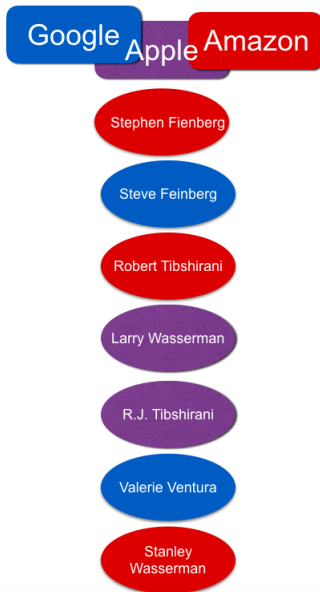 Google
Apple
Amazon
Stephen Fienberg
Steve Feinberg
Robert Tibshirani
Larry Wasserman
R.J. Tibshirani
Valerie Ventura
Stanley
Wasserman